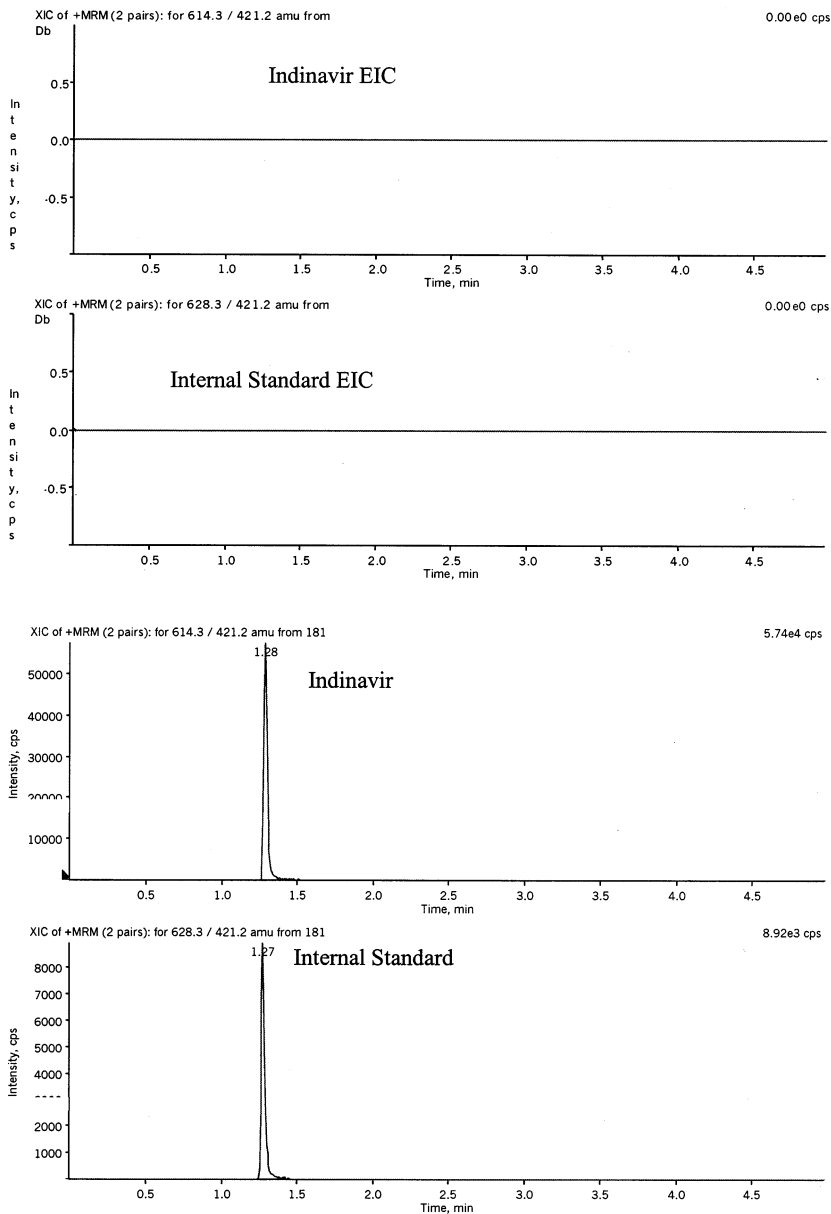 XIC of +MRM (2 pairs): for 614.3 / 421.2 amu from
Db
0.00e0 cps
Indinavir EIC
Intensity, cps
0.5
0.0
-0.5
0.5 1.0 1.5 2.0 2.5 3.0 3.5 4.0 4.5
Time, min
XIC of +MRM (2 pairs): for 628.3 / 421.2 amu from
Db
0.00e0 cps
Internal Standard EIC
Intensity, cps
0.5
0.0
-0.5
0.5 1.0 1.5 2.0 2.5 3.0 3.5 4.0 4.5
Time, min
XIC of +MRM (2 pairs): for 614.3 / 421.2 amu from 181
5.74e4 cps
1.28
Indinavir
Intensity, cps
50000
40000
30000
10000
0.5 1.0 1.5 2.0 2.5 3.0 3.5 4.0 4.5
Time, min
XIC of +MRM (2 pairs): for 628.3 / 421.2 amu from 181
8.92e3 cps
1.27
Internal Standard
Intensity, cps
8000
7000
6000
5000
4000
2000
1000
0.5 1.0 1.5 2.0 2.5 3.0 3.5 4.0 4.5
Time, min